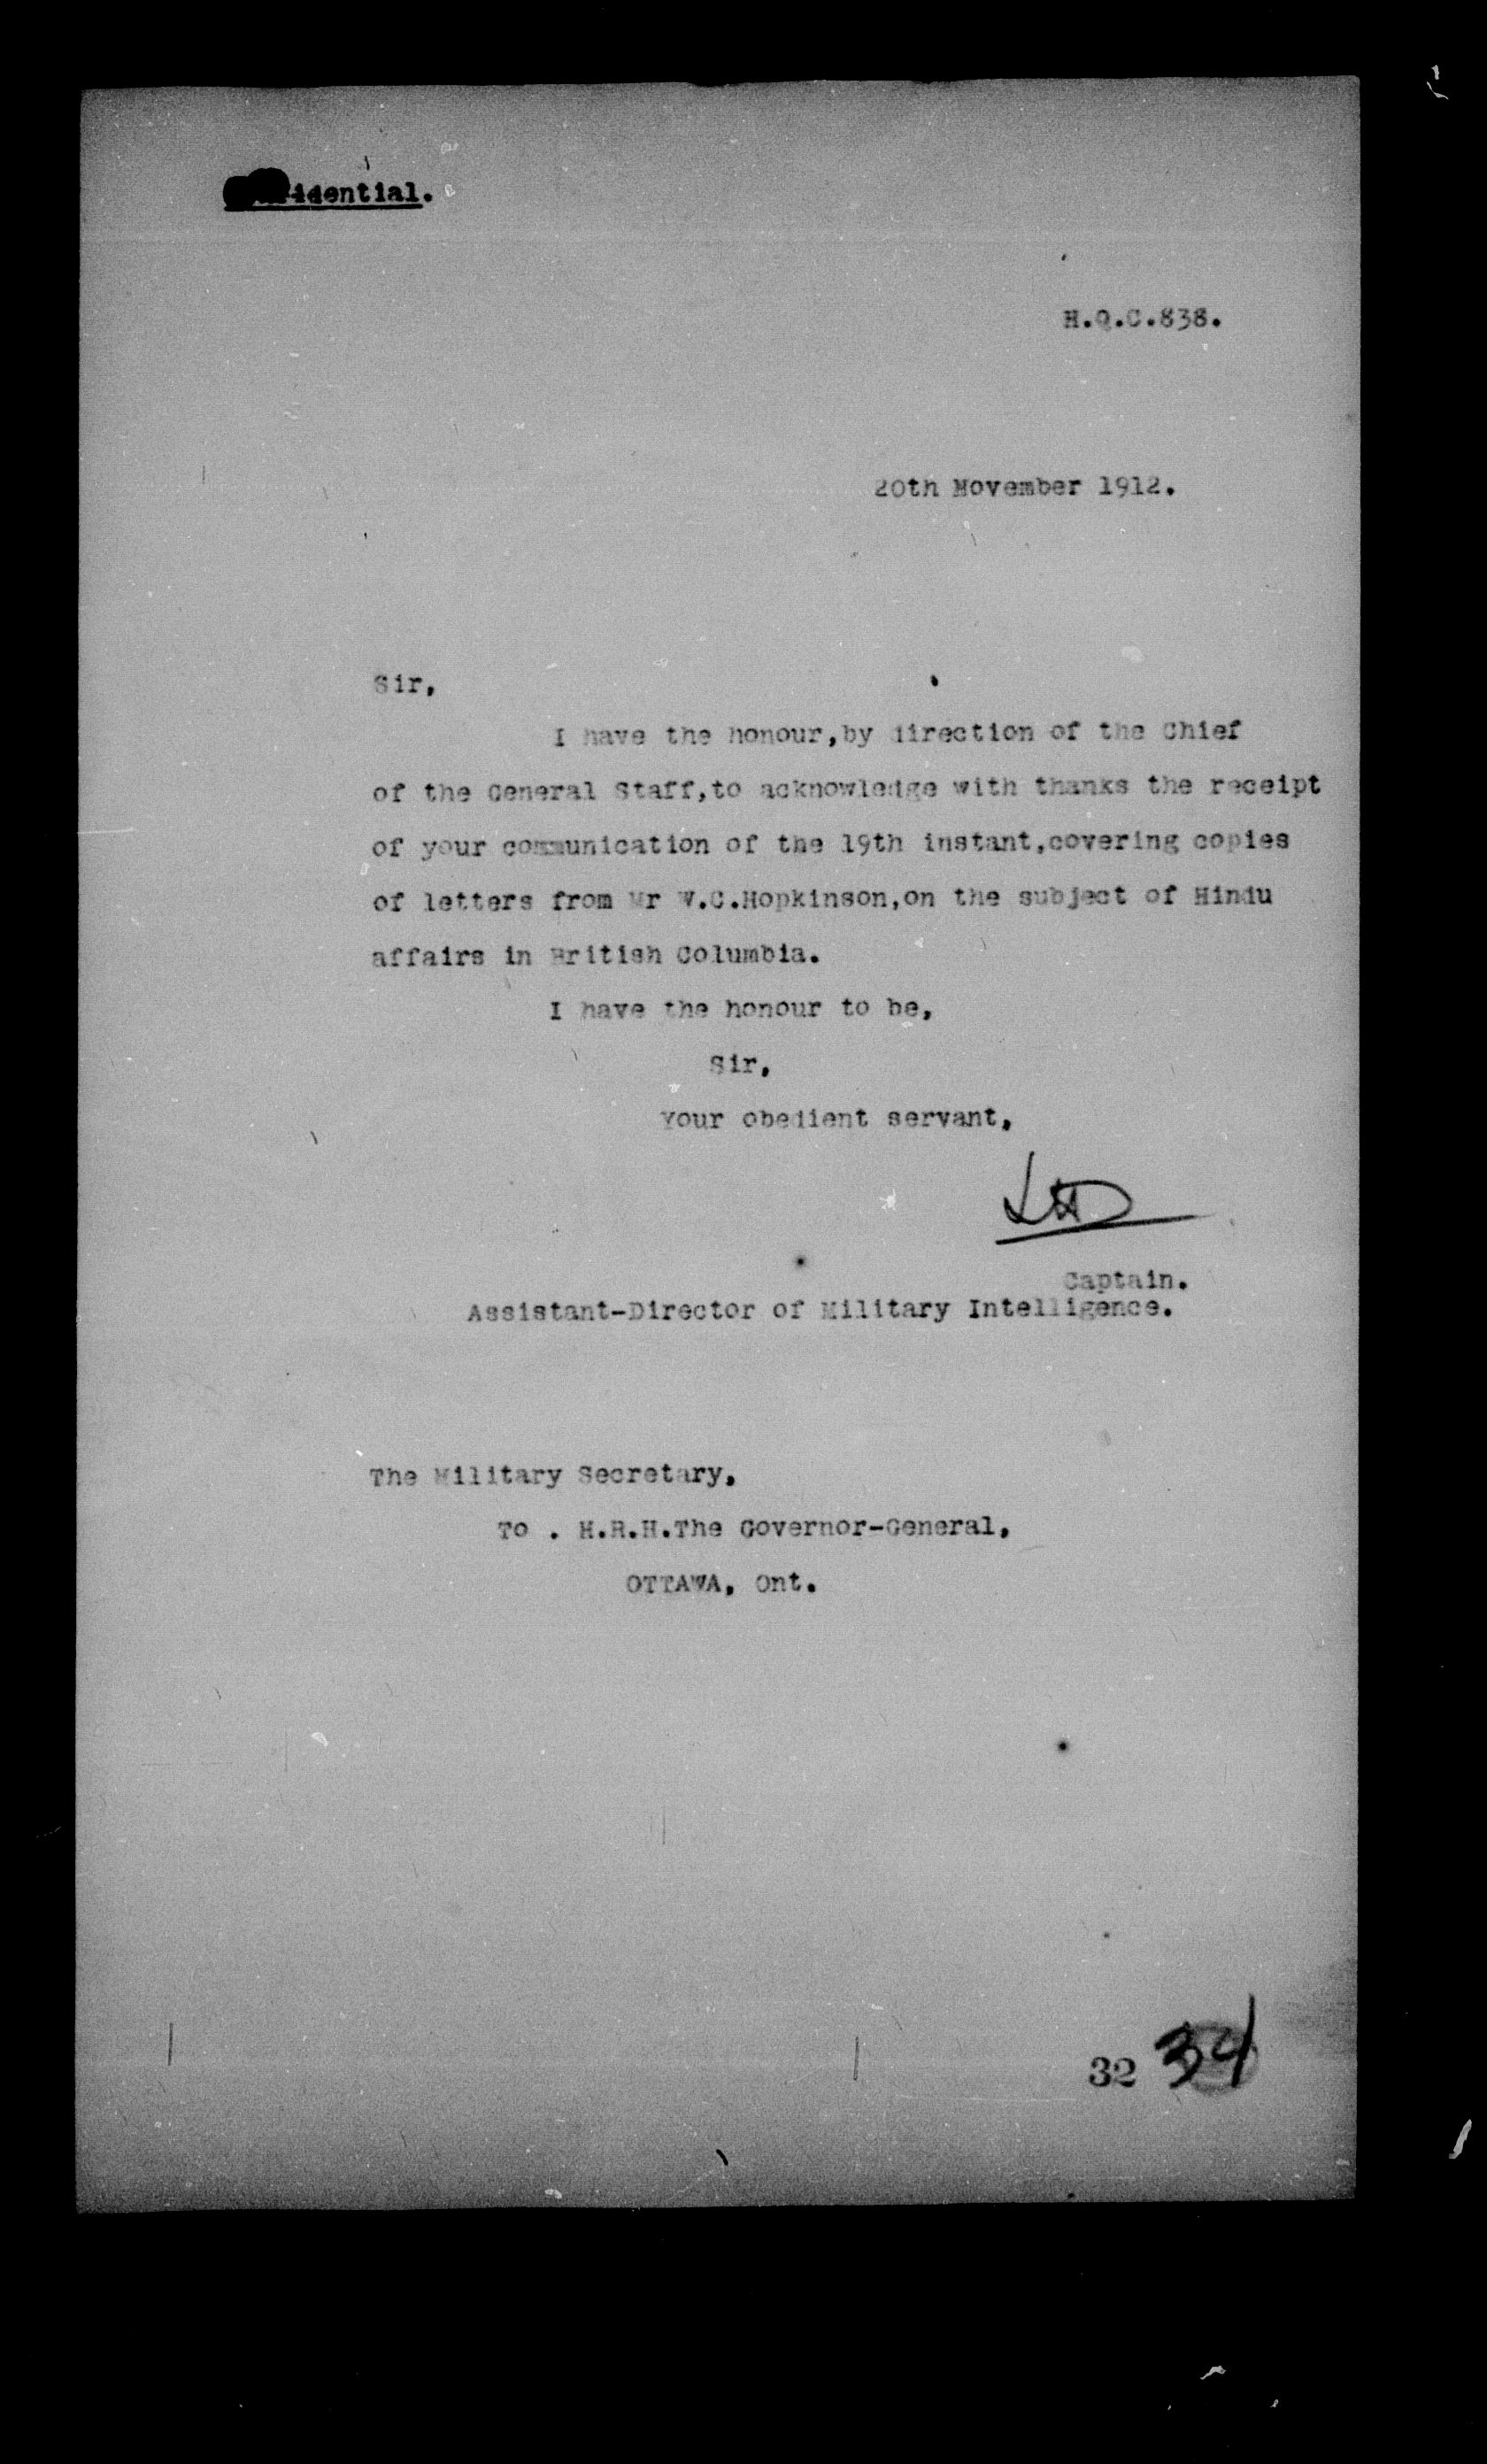 Confidential.
H.Q.C.838.
20th November 1912.
Sir,
I have the honour,by direction of the Chief
of the General Staff,to acknowledge with thanks the receipt
of your communication of the 19th instant,covering copies
of letters from Mr W.C.Hopkinson,on the subject of Hindu
affairs in British Columbia.
I have the honour to be,
Sir,
Your obedient servant,
Captain.
Assistant-Director of Military Intelligence.
The Military Secretary,
To . H.R.H.The Governor-General,
OTTAWA, Ont.
32 34